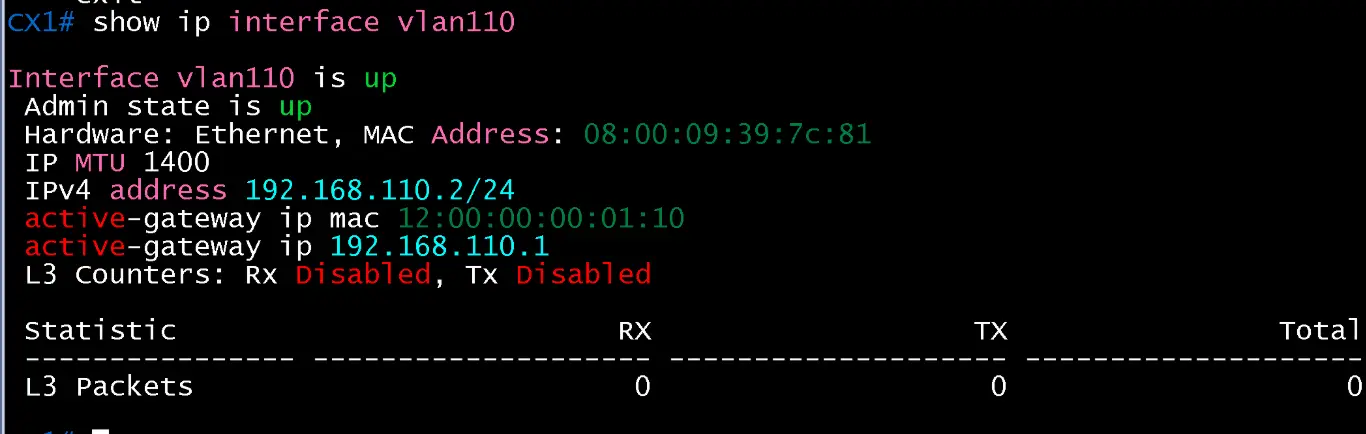 CX1# show ip interface vlan110
Interface vlan110 is up
Admin state is up
Hardware: Ethernet, MAC Address: 08:00:09:39:7c:81
IP MTU 1400
IPv4 address 192.168.110.2/24
active-gateway ip mac 12:00:00:00:01:10
active-gateway ip 192.168.110.1
L3 Counters: Rx Disabled, Tx Disabled
Statistic RX TX Total
---------------- -------------------- -------------------- --------------------
L3 Packets 0 0 0